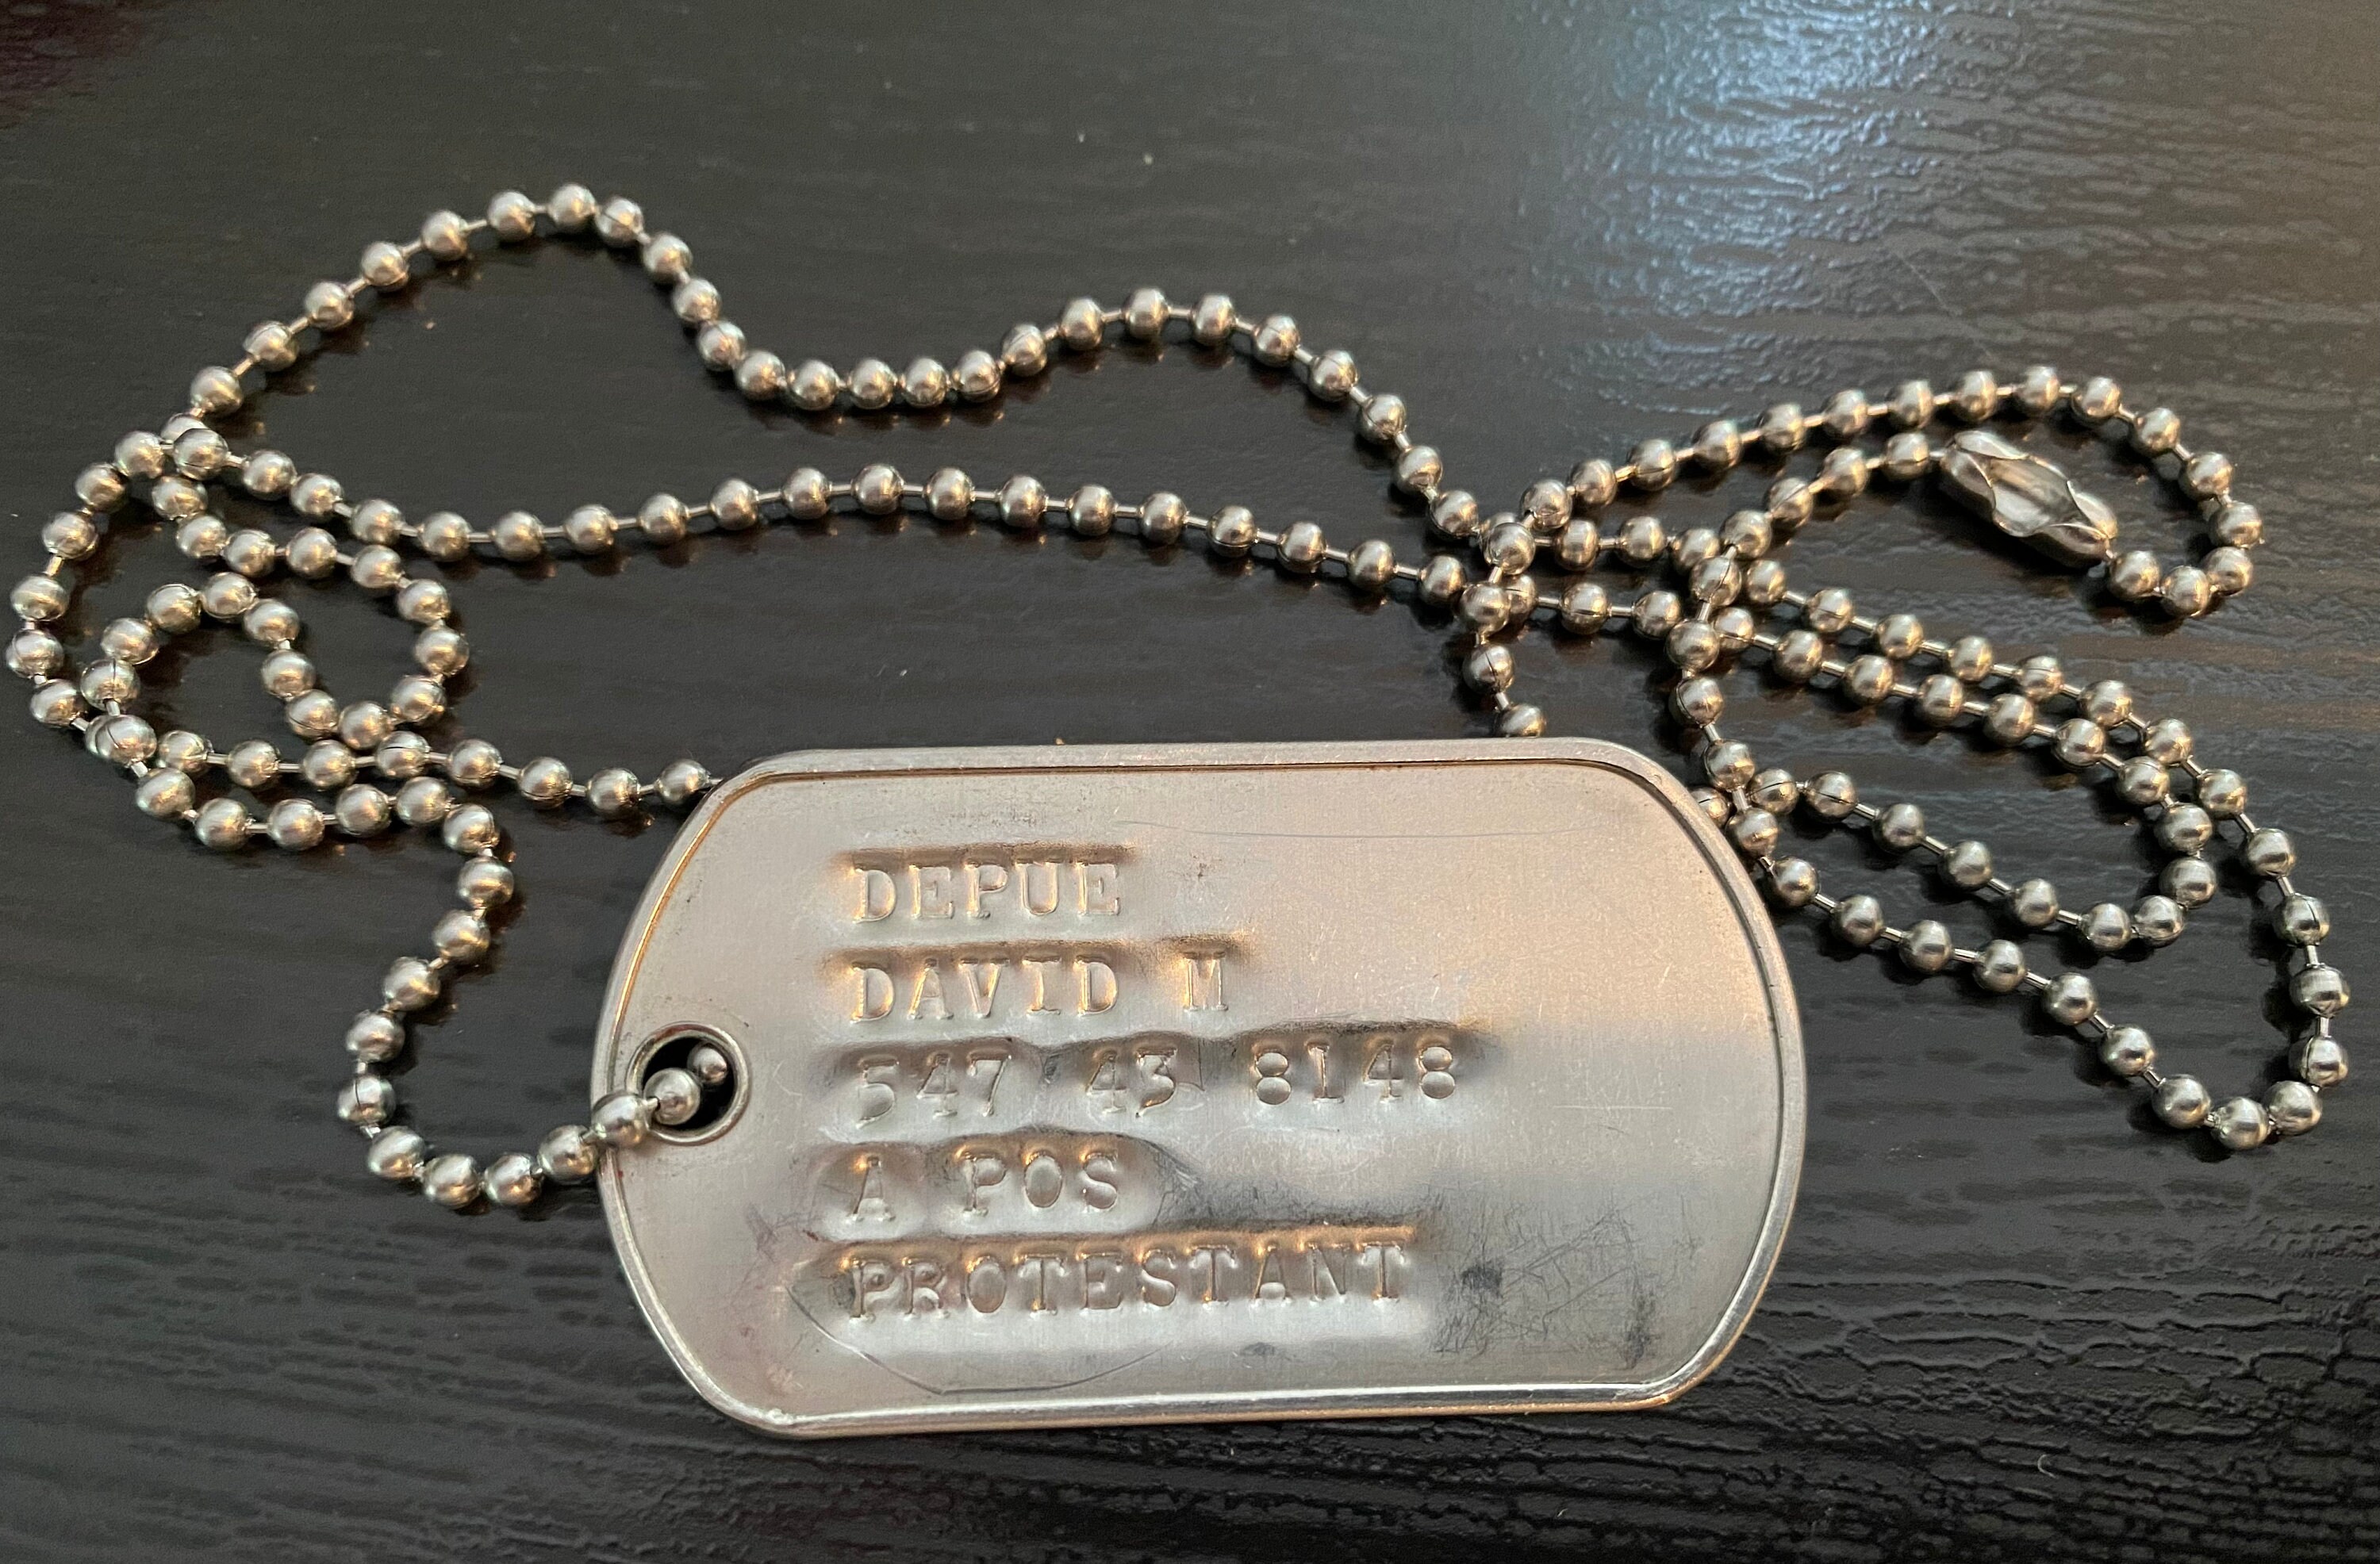 DEPUE
DAVID M
547 43 8148
A POS
PROTESTANT